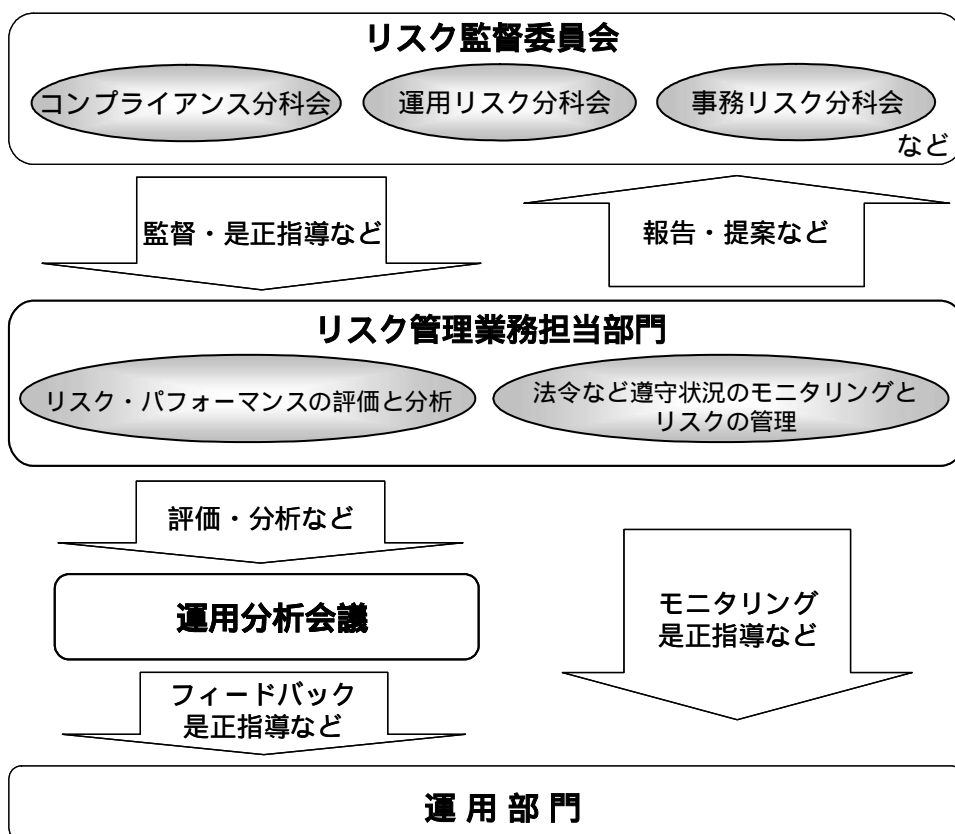 リスク監督委員会
コンプライアンス分科会
運用リスク分科会
事務リスク分科会
など
監督・是正指導など
報告・提案など
リスク管理業務担当部門
リスク・パフォーマンスの評価と分析
法令など遵守状況のモニタリングと
リスクの管理
評価・分析など
運用分析会議
モニタリング
是正指導など
フィードバック
是正指導など
運 用 部 門